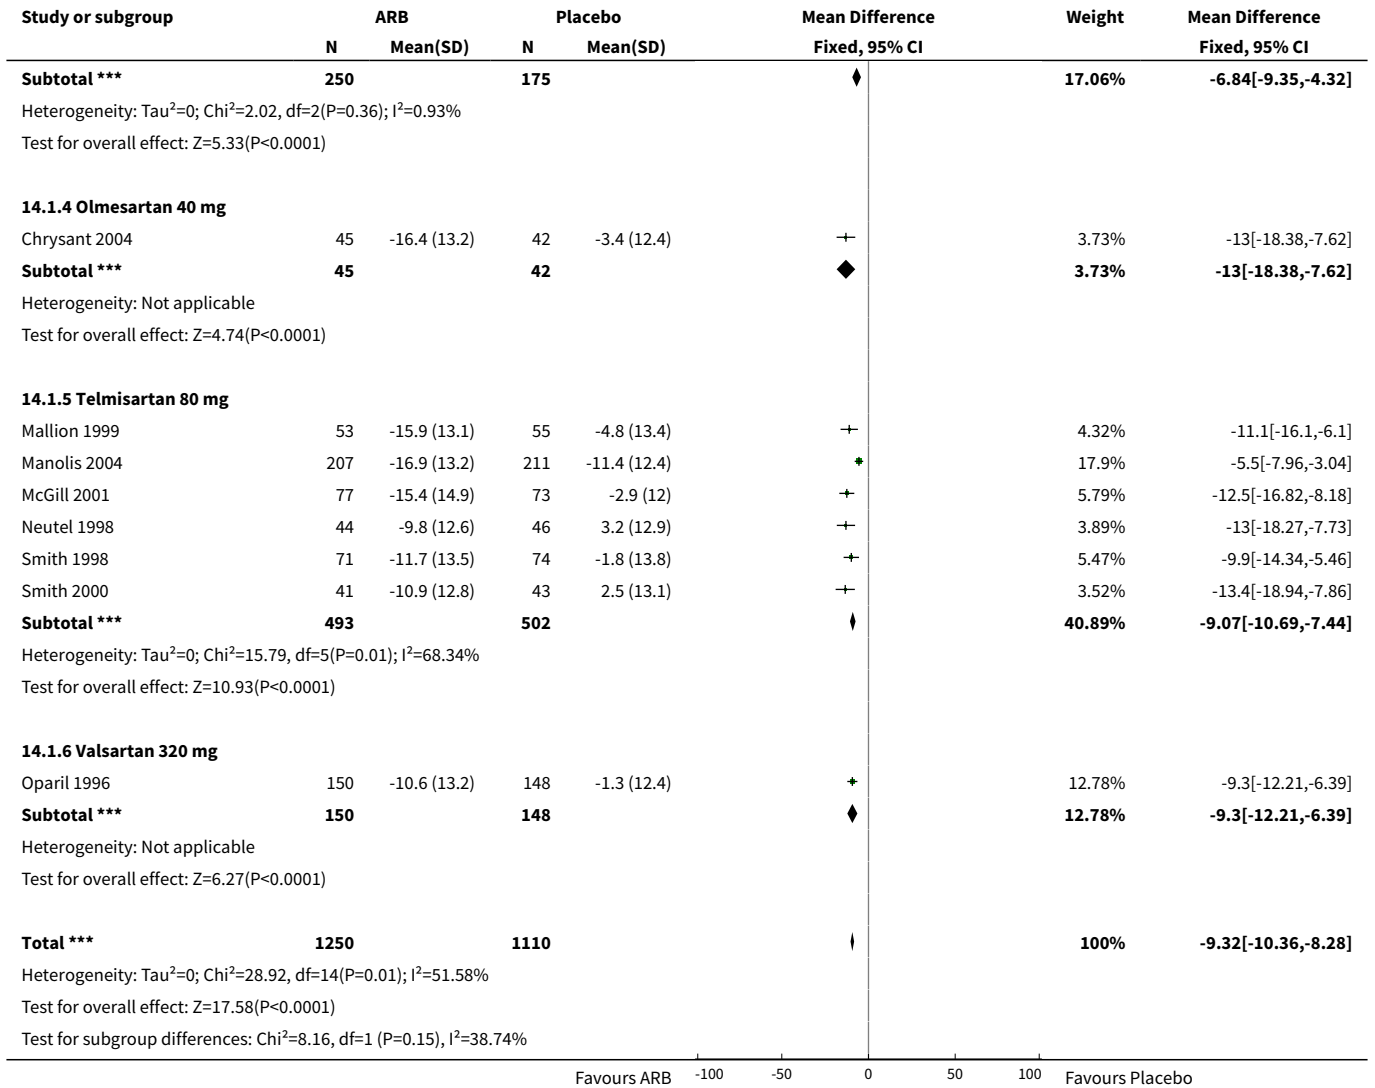 Study or subgroup ARB Placebo Mean Difference Weight Mean Difference
N Mean(SD) N Mean(SD) Fixed, 95% CI Fixed, 95% CI
Subtotal *** 250 175 17.06% -6.84[-9.35,-4.32]
Heterogeneity: Tau²=0; Chi²=2.02, df=2(P=0.36); I²=0.93%
Test for overall effect: Z=5.33(P<0.0001)
14.1.4 Olmesartan 40 mg
Chrysant 2004 45 -16.4 (13.2) 42 -3.4 (12.4) 3.73% -13[-18.38,-7.62]
Subtotal *** 45 42 3.73% -13[-18.38,-7.62]
Heterogeneity: Not applicable
Test for overall effect: Z=4.74(P<0.0001)
14.1.5 Telmisartan 80 mg
Mallion 1999 53 -15.9 (13.1) 55 -4.8 (13.4) 4.32% -11.1[-16.1,-6.1]
Manolis 2004 207 -16.9 (13.2) 211 -11.4 (12.4) 17.9% -5.5[-7.96,-3.04]
McGill 2001 77 -15.4 (14.9) 73 -2.9 (12) 5.79% -12.5[-16.82,-8.18]
Neutel 1998 44 -9.8 (12.6) 46 3.2 (12.9) 3.89% -13[-18.27,-7.73]
Smith 1998 71 -11.7 (13.5) 74 -1.8 (13.8) 5.47% -9.9[-14.34,-5.46]
Smith 2000 41 -10.9 (12.8) 43 2.5 (13.1) 3.52% -13.4[-18.94,-7.86]
Subtotal *** 493 502 40.89% -9.07[-10.69,-7.44]
Heterogeneity: Tau²=0; Chi²=15.79, df=5(P=0.01); I²=68.34%
Test for overall effect: Z=10.93(P<0.0001)
14.1.6 Valsartan 320 mg
Oparil 1996 150 -10.6 (13.2) 148 -1.3 (12.4) 12.78% -9.3[-12.21,-6.39]
Subtotal *** 150 148 12.78% -9.3[-12.21,-6.39]
Heterogeneity: Not applicable
Test for overall effect: Z=6.27(P<0.0001)
Total *** 1250 1110 100% -9.32[-10.36,-8.28]
Heterogeneity: Tau²=0; Chi²=28.92, df=14(P=0.01); I²=51.58%
Test for overall effect: Z=17.58(P<0.0001)
Test for subgroup differences: Chi²=8.16, df=1 (P=0.15), I²=38.74%
Favours ARB -100 -50 0 50 100 Favours Placebo